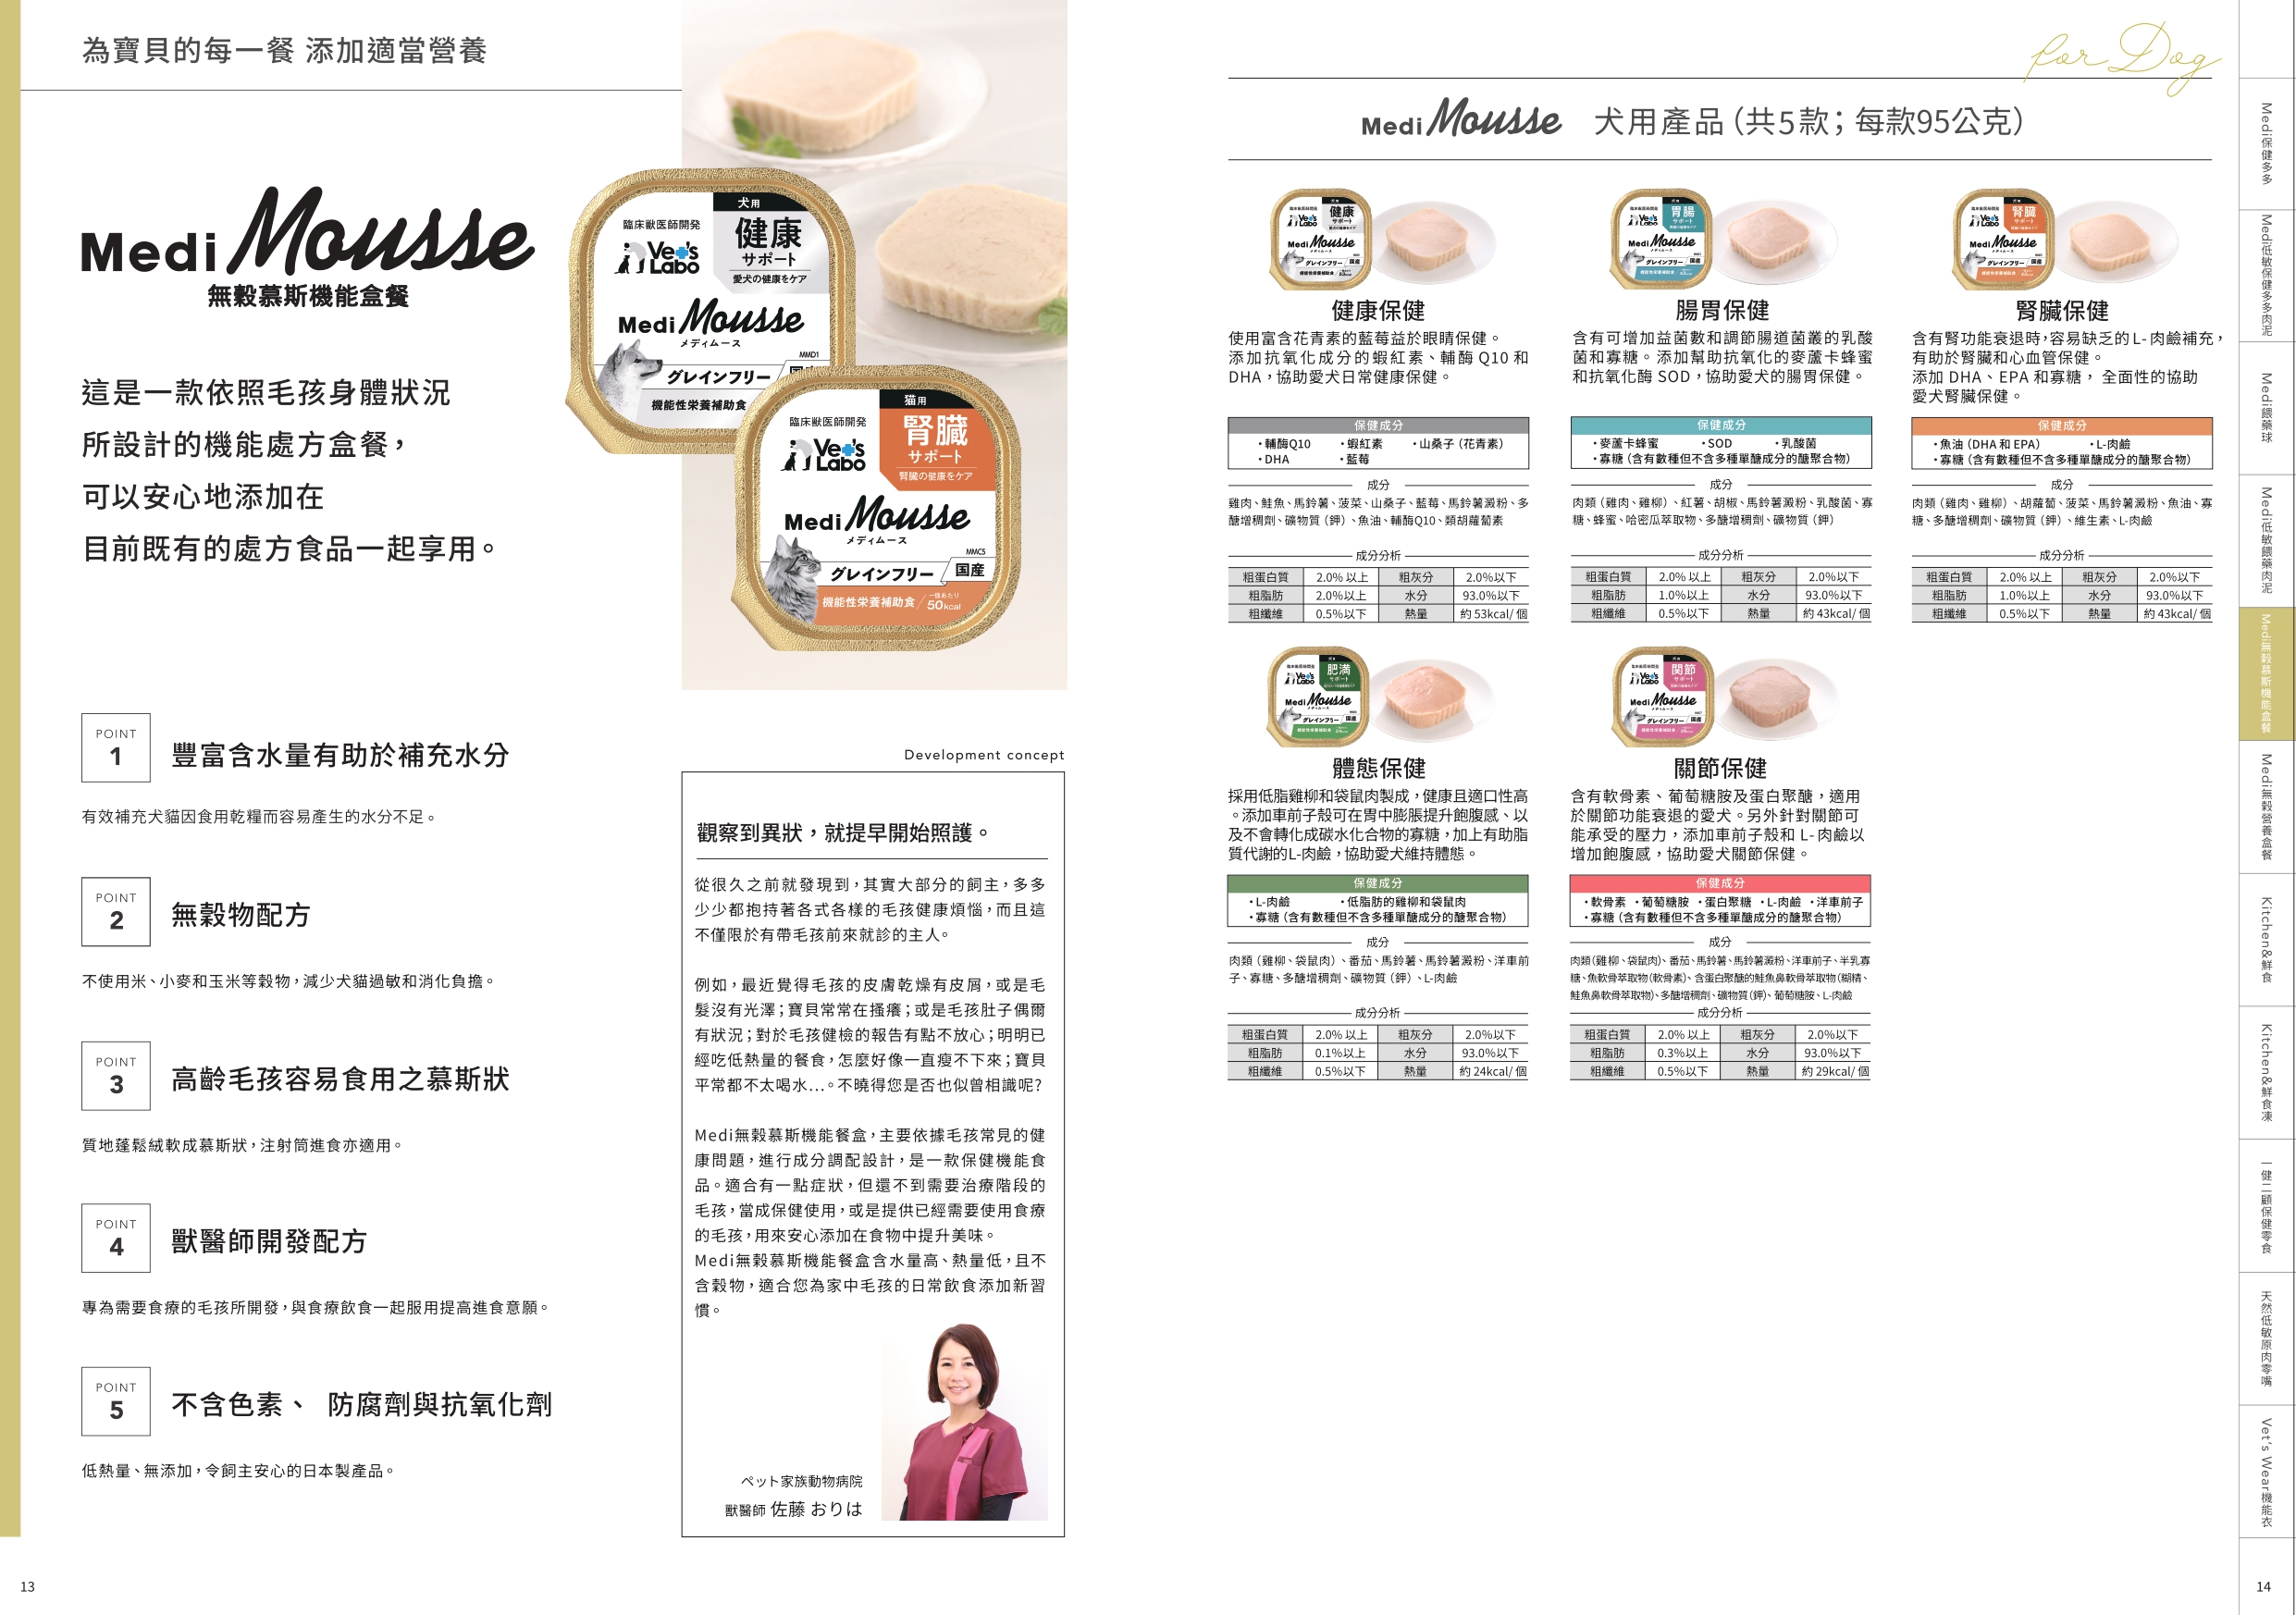 為寶貝的每一餐 添加適當營養
Medi Mousse
無穀慕斯機能盒餐
這是一款依照毛孩身體狀況
所設計的機能處方盒餐，
可以安心地添加在
目前既有的處方食品一起享用。
犬用
臨床獣医師開発
Vet's Labo
健康
サポート
愛犬の健康をケア
Medi Mousse
メディムース
MMD1
グレインフリー
機能性栄養補助食
猫用
臨床獣医師開発
Vet's Labo
腎臓
サポート
腎臓の健康をケア
Medi Mousse
メディムース
MMC5
グレインフリー
国産
機能性栄養補助食
一個あたり
50kcal
POINT
1
豐富含水量有助於補充水分
有效補充犬貓因食用乾糧而容易產生的水分不足。
POINT
2
無穀物配方
不使用米、小麥和玉米等穀物，減少犬貓過敏和消化負擔。
POINT
3
高齡毛孩容易食用之慕斯狀
質地蓬鬆絨軟成慕斯狀，注射筒進食亦適用。
POINT
4
獸醫師開發配方
專為需要食療的毛孩所開發，與食療飲食一起服用提高進食意願。
POINT
5
不含色素、 防腐劑與抗氧化劑
低熱量、無添加，令飼主安心的日本製產品。
Development concept
觀察到異狀，就提早開始照護。
從很久之前就發現到，其實大部分的飼主，多多
少少都抱持著各式各樣的毛孩健康煩惱，而且這
不僅限於有帶毛孩前來就診的主人。
例如，最近覺得毛孩的皮膚乾燥有皮屑，或是毛
髮沒有光澤；寶貝常常在搔癢；或是毛孩肚子偶爾
有狀況；對於毛孩健檢的報告有點不放心；明明已
經吃低熱量的餐食，怎麼好像一直瘦不下來；寶貝
平常都不太喝水...。不曉得您是否也似曾相識呢?
Medi無穀慕斯機能餐盒，主要依據毛孩常見的健
康問題，進行成分調配設計，是一款保健機能食
品。適合有一點症狀，但還不到需要治療階段的
毛孩，當成保健使用，或是提供已經需要使用食療
的毛孩，用來安心添加在食物中提升美味。
Medi無穀慕斯機能餐盒含水量高、熱量低，且不
含穀物，適合您為家中毛孩的日常飲食添加新習
慣。
ペット家族動物病院
獸醫師 佐藤 おりは
13
for Dog
Medi Mousse 犬用產品（共5款；每款95公克）
健康保健
使用富含花青素的藍莓益於眼睛保健。
添加抗氧化成分的蝦紅素、輔酶 Q10 和
DHA，協助愛犬日常健康保健。
保健成分
・輔酶Q10 ・蝦紅素 ・山桑子（花青素）
・DHA ・藍莓
成分
雞肉、鮭魚、馬鈴薯、菠菜、山桑子、藍莓、馬鈴薯澱粉、多
醣增稠劑、礦物質（鉀）、魚油、輔酶Q10、類胡蘿蔔素
成分分析
粗蛋白質 2.0% 以上 粗灰分 2.0%以下
粗脂肪 2.0%以上 水分 93.0%以下
粗纖維 0.5%以下 熱量 約 53kcal/ 個
腸胃保健
含有可增加益菌數和調節腸道菌叢的乳酸
菌和寡糖。添加幫助抗氧化的麥蘆卡蜂蜜
和抗氧化酶 SOD，協助愛犬的腸胃保健。
保健成分
・麥蘆卡蜂蜜 ・SOD ・乳酸菌
・寡糖（含有數種但不含多種單醣成分的醣聚合物）
成分
肉類（雞肉、雞柳）、紅薯、胡椒、馬鈴薯澱粉、乳酸菌、寡
糖、蜂蜜、哈密瓜萃取物、多醣增稠劑、礦物質（鉀）
成分分析
粗蛋白質 2.0% 以上 粗灰分 2.0%以下
粗脂肪 1.0%以上 水分 93.0%以下
粗纖維 0.5%以下 熱量 約 43kcal/ 個
腎臟保健
含有腎功能衰退時，容易缺乏的 L- 肉鹼補充，
有助於腎臟和心血管保健。
添加 DHA、EPA 和寡糖， 全面性的協助
愛犬腎臟保健。
保健成分
・魚油（DHA 和 EPA） ・L-肉鹼
・寡糖（含有數種但不含多種單醣成分的醣聚合物）
成分
肉類（雞肉、雞柳）、胡蘿蔔、菠菜、馬鈴薯澱粉、魚油、寡
糖、多醣增稠劑、礦物質（鉀）、維生素、L-肉鹼
成分分析
粗蛋白質 2.0% 以上 粗灰分 2.0%以下
粗脂肪 1.0%以上 水分 93.0%以下
粗纖維 0.5%以下 熱量 約 43kcal/ 個
體態保健
採用低脂雞柳和袋鼠肉製成，健康且適口性高
。添加車前子殼可在胃中膨脹提升飽腹感、以
及不會轉化成碳水化合物的寡糖，加上有助脂
質代謝的L-肉鹼，協助愛犬維持體態。
保健成分
・L-肉鹼 ・低脂肪的雞柳和袋鼠肉
・寡糖（含有數種但不含多種單醣成分的醣聚合物）
成分
肉類（雞柳、袋鼠肉）、番茄、馬鈴薯、馬鈴薯澱粉、洋車前
子、寡糖、多醣增稠劑、礦物質（鉀）、L-肉鹼
成分分析
粗蛋白質 2.0% 以上 粗灰分 2.0%以下
粗脂肪 0.1%以上 水分 93.0%以下
粗纖維 0.5%以下 熱量 約 24kcal/ 個
關節保健
含有軟骨素、葡萄糖胺及蛋白聚醣，適用
於關節功能衰退的愛犬。另外針對關節可
能承受的壓力，添加車前子殼和 L- 肉鹼以
增加飽腹感，協助愛犬關節保健。
保健成分
・軟骨素 ・葡萄糖胺 ・蛋白聚糖 ・L-肉鹼 ・洋車前子
・寡糖（含有數種但不含多種單醣成分的醣聚合物）
成分
肉類（雞柳、袋鼠肉）、番茄、馬鈴薯、馬鈴薯澱粉、洋車前子、半乳寡
糖、魚軟骨萃取物（軟骨素）、含蛋白聚醣的鮭魚鼻軟骨萃取物（糊精、
鮭魚鼻軟骨萃取物）、多醣增稠劑、礦物質（鉀）、葡萄糖胺、L-肉鹼
成分分析
粗蛋白質 2.0% 以上 粗灰分 2.0%以下
粗脂肪 0.3%以上 水分 93.0%以下
粗纖維 0.5%以下 熱量 約 29kcal/ 個
Medi保健多多
Medi低敏保健多多肉泥
Medi餵藥球
Medi低敏餵藥肉泥
Medi無穀慕斯機能盒餐
Medi無穀營養盒餐
Kitchen&鮮食
Kitchen&鮮食凍
一健二顧保健零食
天然低敏原肉零嘴
Vet's Wear機能衣
14